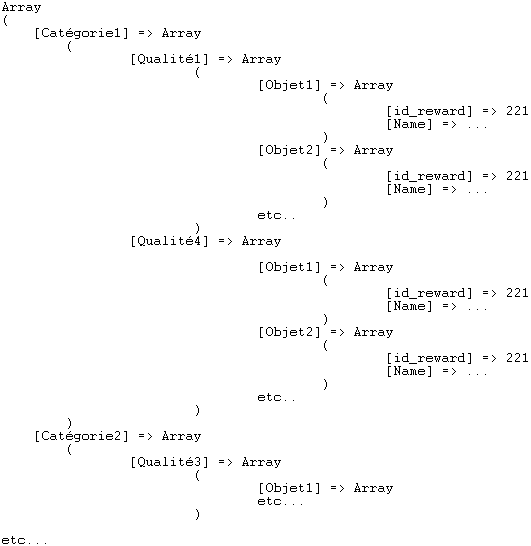 Array
(
[Catégorie1] => Array
(
[Qualité1] => Array
(
[Objet1] => Array
(
[id_reward] => 221
[Name] => ...
)
[Objet2] => Array
(
[id_reward] => 221
[Name] => ...
)
etc..
)
[Qualité4] => Array
[Objet1] => Array
(
[id_reward] => 221
[Name] => ...
)
[Objet2] => Array
(
[id_reward] => 221
[Name] => ...
)
etc..
)
)
[Catégorie2] => Array
(
[Qualité3] => Array
(
[Objet1] => Array
etc...
)
etc...